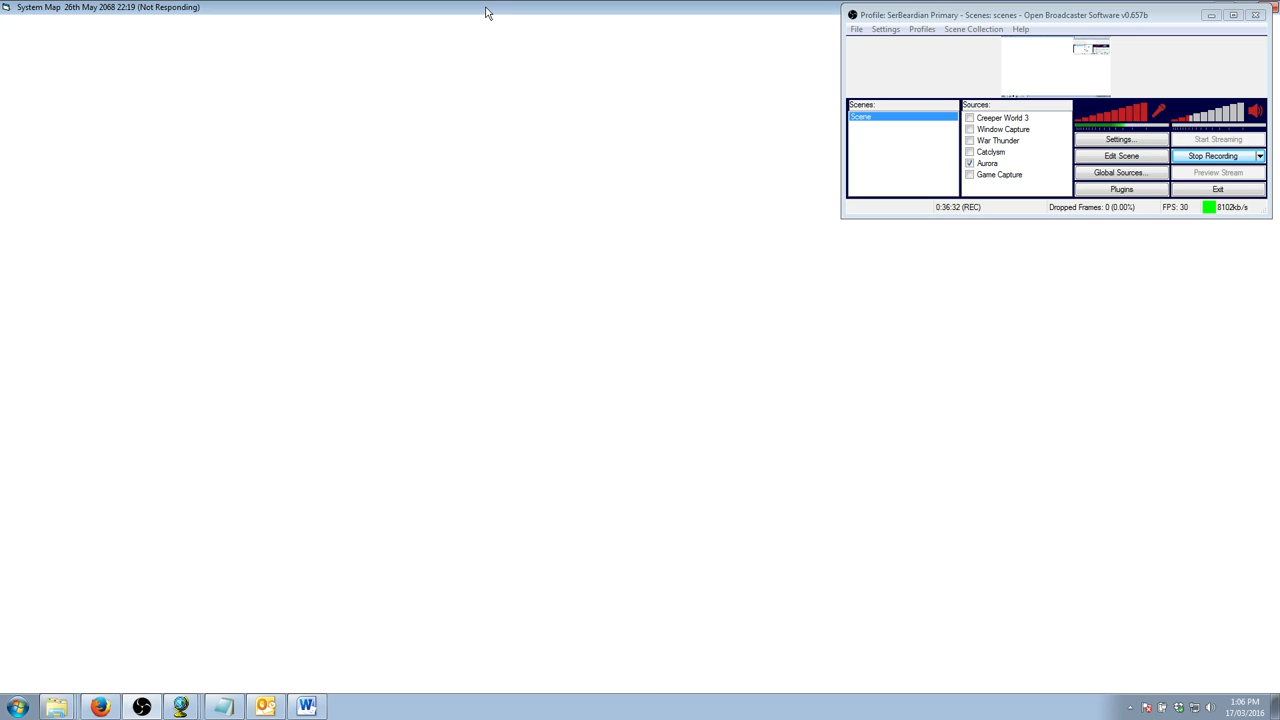 System Map  26th May 2068 22:19 (Not Responding)
Profile: SerBeardian Primary - Scenes: scenes - Open Broadcaster Software v0.657b
File Settings Profiles Scene Collection Help
Scenes:
Scene
Sources:
Creeper World 3
Window Capture
War Thunder
Catclysm
Aurora
Game Capture
Settings... Start Streaming
Edit Scene Stop Recording
Global Sources... Preview Stream
Plugins Exit
0:36:32 (REC) Dropped Frames: 0 (0.00%) FPS: 30 8102kb/s
1:06 PM
17/03/2016